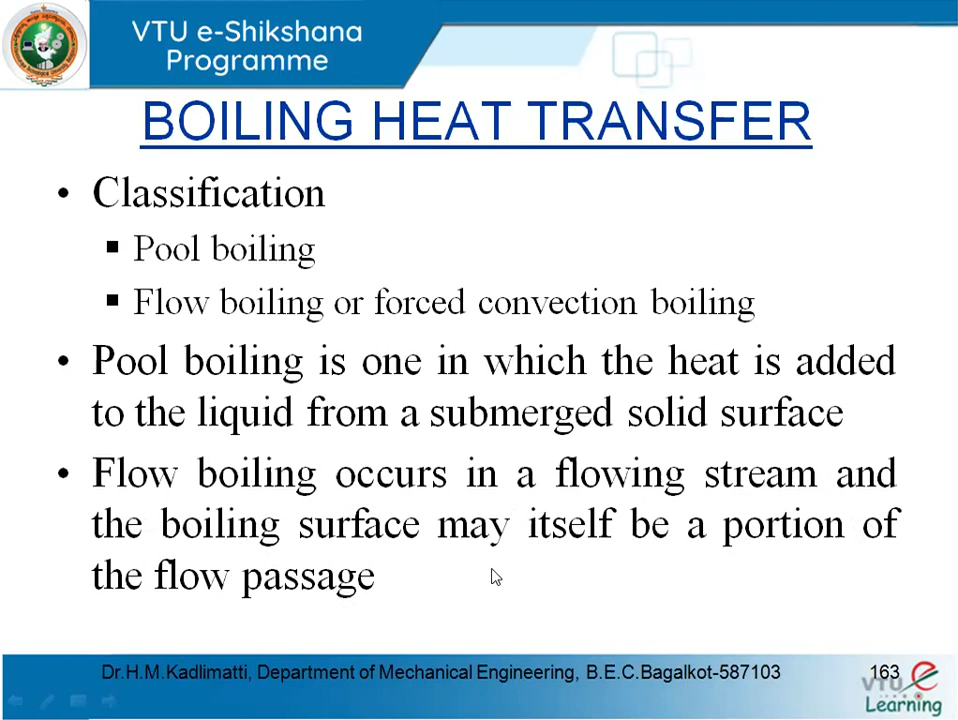 VTU e-Shikshana
Programme
BOILING HEAT TRANSFER
• Classification
▪ Pool boiling
▪ Flow boiling or forced convection boiling
• Pool boiling is one in which the heat is added
to the liquid from a submerged solid surface
• Flow boiling occurs in a flowing stream and
the boiling surface may itself be a portion of
the flow passage
Dr.H.M.Kadlimatti, Department of Mechanical Engineering, B.E.C.Bagalkot-587103
163
VTU e
Learning